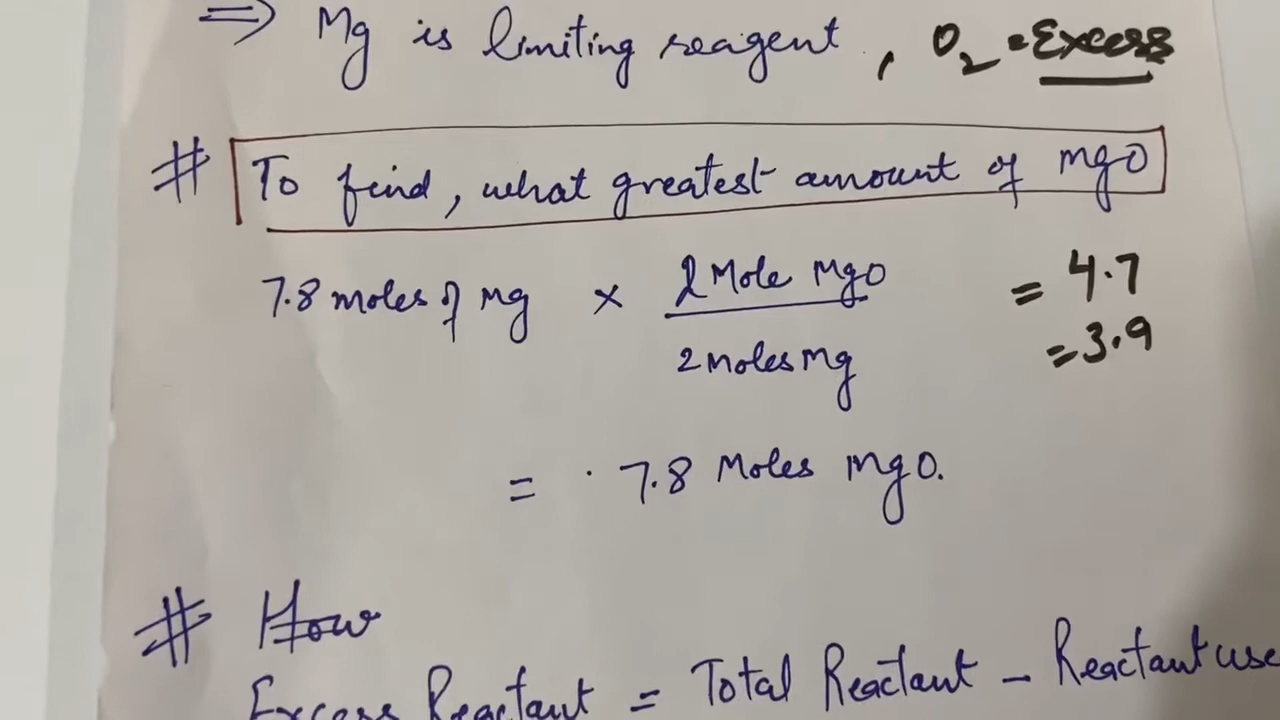 ⇒ Mg is limiting reagent, O₂ = Excess
# To find, what greatest amount of MgO
7.8 moles of Mg × 2 Mole MgO / 2 moles Mg = 4.7
= 3.9
= 7.8 Moles MgO.
# How
Excess Reactant = Total Reactant - Reactant use